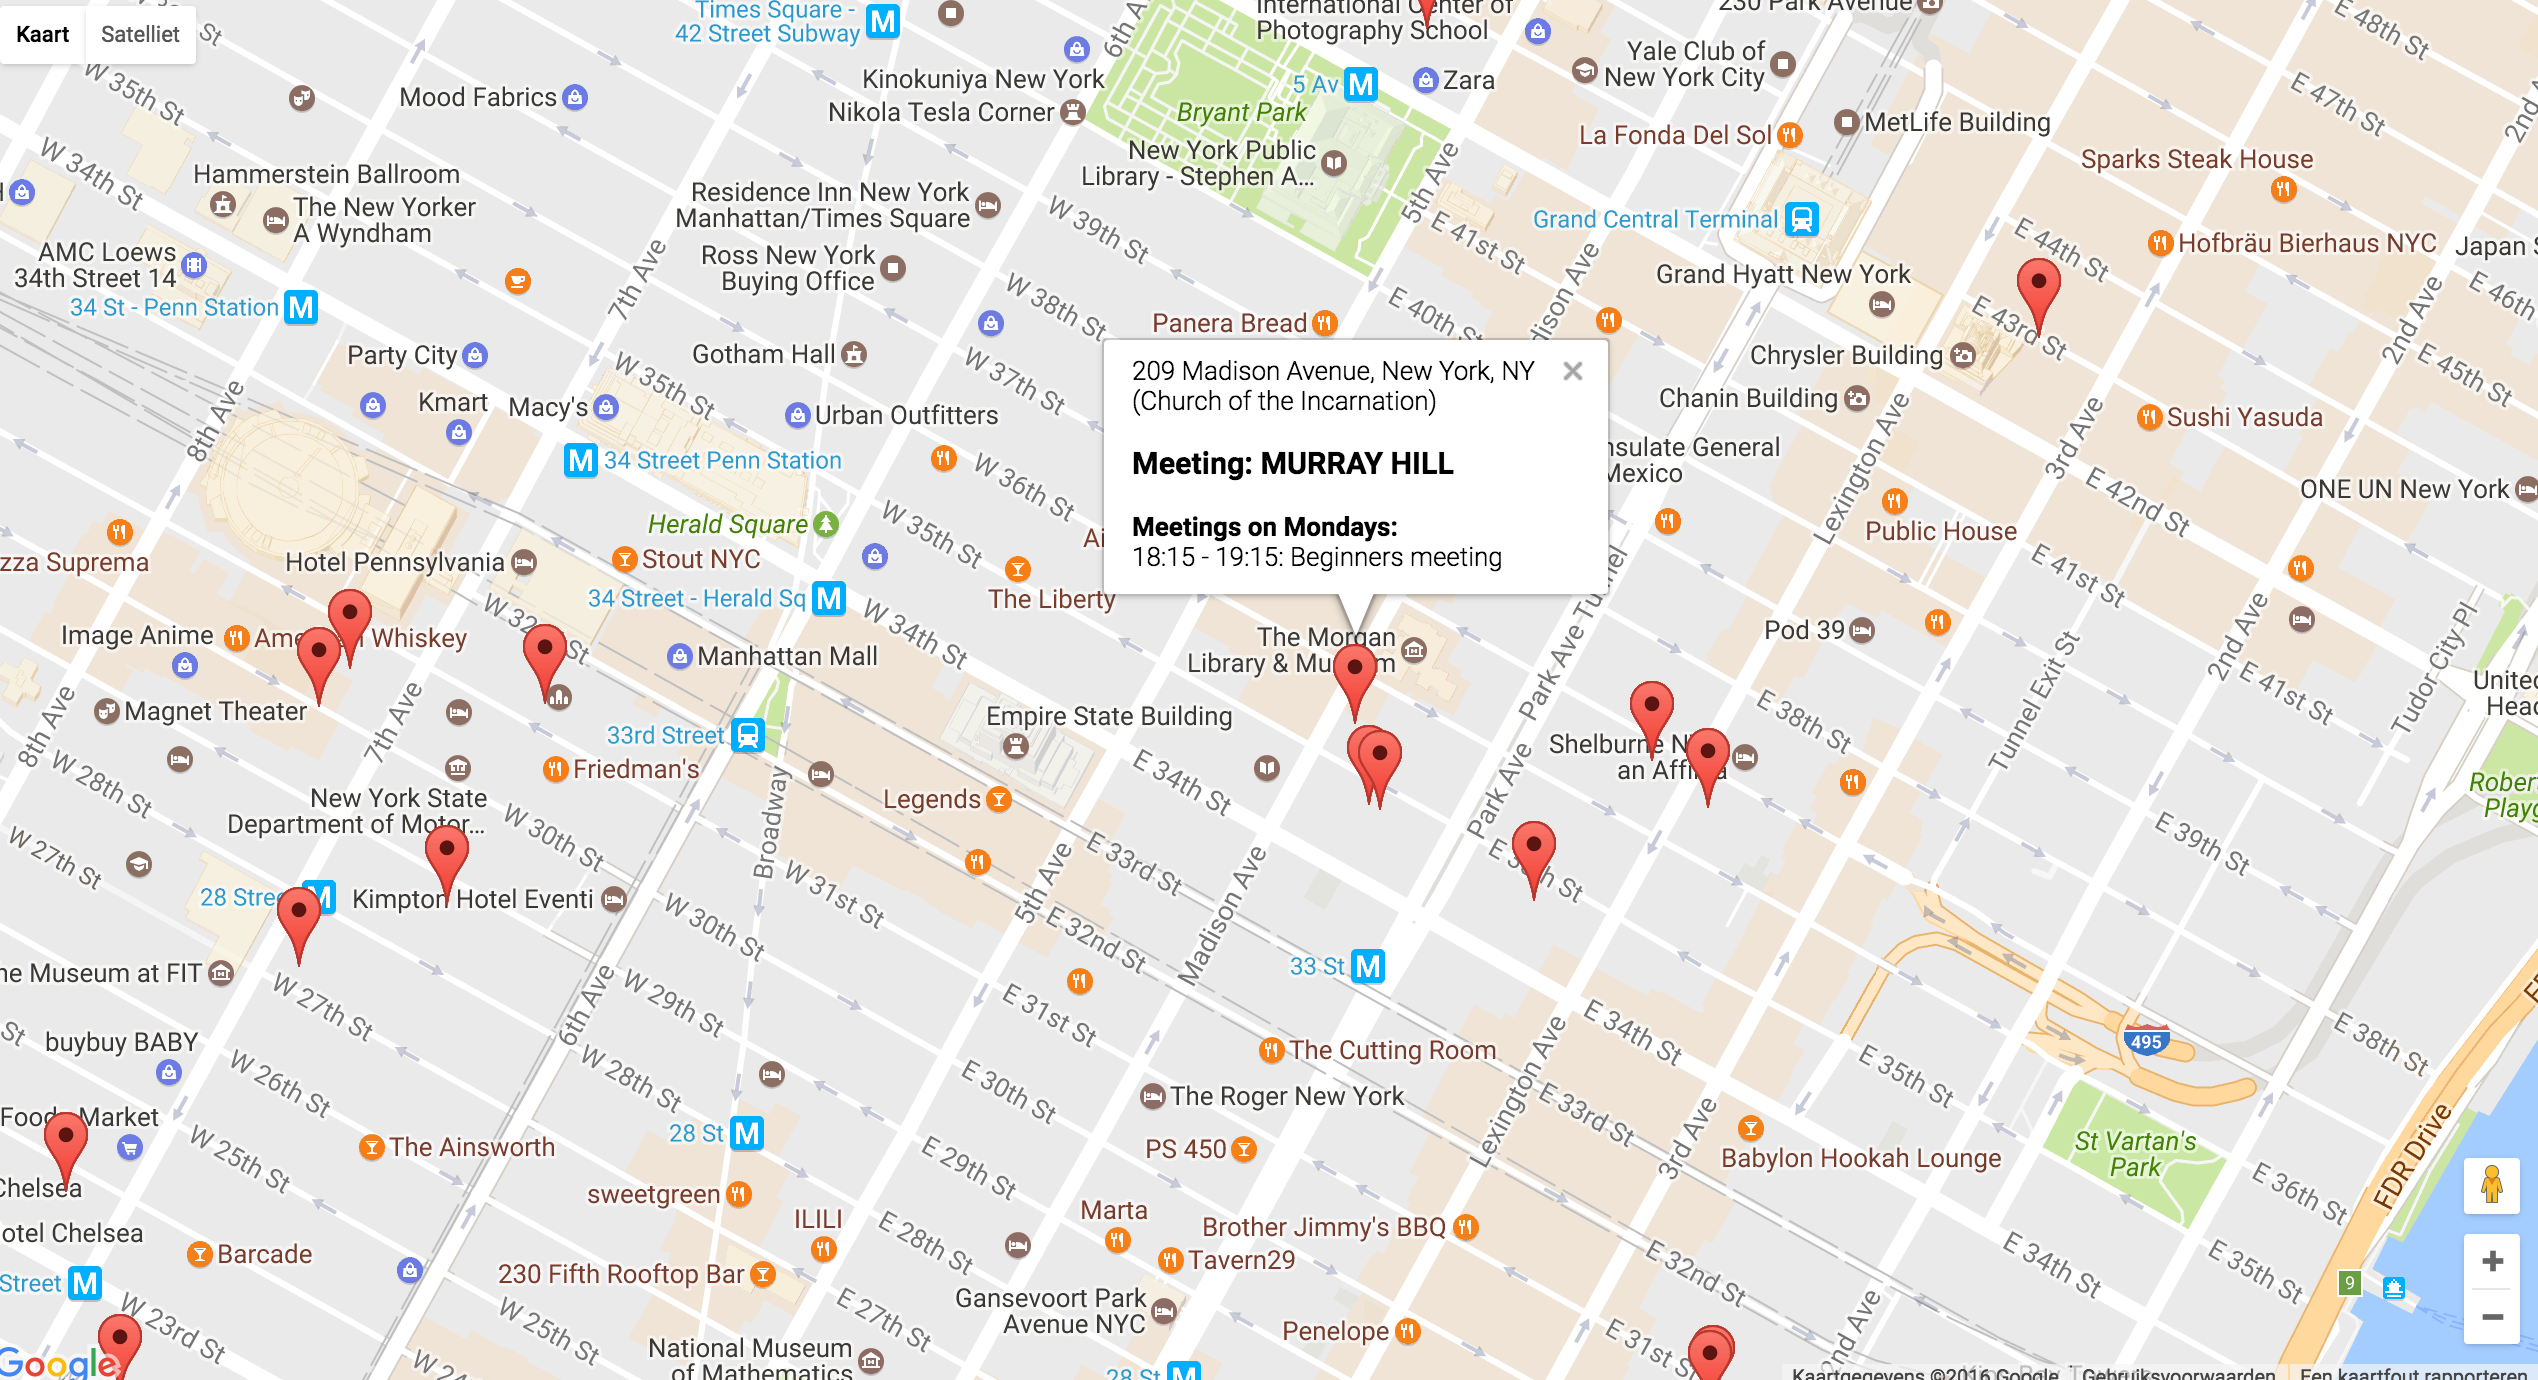 Kaart
Satelliet
Times Square -
42 Street Subway
International Center of
Photography School
230 Park Avenue
E 48th St
W 35th St
Mood Fabrics
Kinokuniya New York
Nikola Tesla Corner
6th A
5 Av
Zara
Yale Club of
New York City
E 47th St
2nd
Bryant Park
La Fonda Del Sol
MetLife Building
W 34th St
Hammerstein Ballroom
The New Yorker
A Wyndham
New York Public
Library - Stephen A...
5th Ave
Sparks Steak House
Residence Inn New York
Manhattan/Times Square
W 39th St
E 41st St
Grand Central Terminal
E 44th St
Hofbräu Bierhaus NYC
Japan
AMC Loews
34th Street 14
34 St - Penn Station
7th Ave
Ross New York
Buying Office
W 38th St
Grand Hyatt New York
E 43rd St
E 46th
Panera Bread
E 40th St
dison Ave
2nd Ave
Party City
Gotham Hall
W 37th St
Chrysler Building
E 45th St
209 Madison Avenue, New York, NY
(Church of the Incarnation)
Meeting: MURRAY HILL
Meetings on Mondays:
18:15 - 19:15: Beginners meeting
W 35th St
8th Ave
Kmart
Macy's
Urban Outfitters
Chanin Building
Lexington Ave
3rd Ave
Sushi Yasuda
34 Street Penn Station
W 36th St
nsulate General
Mexico
E 42nd St
ONE UN New York
Herald Square
W 35th St
Ai
Public House
zza Suprema
Hotel Pennsylvania
Stout NYC
E 41st St
34 Street - Herald Sq
The Liberty
Park Ave Tunnel
W 32nd St
W 34th St
Image Anime
American Whiskey
Manhattan Mall
The Morgan
Library & Museum
Pod 39
Tunnel Exit St
2nd Ave
Tudor City Pl
E 41st St
United
Head
8th Ave
Magnet Theater
7th Ave
Empire State Building
33rd Street
E 38th St
Shelburne N
an Affi
W 28th St
Friedman's
E 34th St
Park Ave
Robert
Playg
New York State
Department of Motor...
W 30th St
Legends
Broadway
E 39th St
W 27th St
W 31st St
5th Ave
E 33rd St
Madison Ave
28 Stree
Kimpton Hotel Eventi
W 30th St
E 32nd St
33 St
ne Museum at FIT
W 27th St
6th Ave
W 29th St
E 31st St
E 34th St
St
buybuy BABY
W 26th St
W 28th St
The Cutting Room
Lexington Ave
E 35th St
495
E 38th St
E 30th St
The Roger New York
E 33rd St
3rd Ave
Food Market
W 25th St
The Ainsworth
28 St
E 29th St
PS 450
Babylon Hookah Lounge
St Vartan's
Park
FDR Drive
Chelsea
otel Chelsea
sweetgreen
ILILI
E 28th St
Marta
Brother Jimmy's BBQ
Tavern29
E 36th St
Barcade
230 Fifth Rooftop Bar
E 32nd St
E 34th St
E 35th St
9
Street
W 23rd St
W 25th St
E 27th St
Gansevoort Park
Avenue NYC
Penelope
E 31st S
2nd Ave
Google
W 24
National Museum
of Mathematics
28 St
Kaartgegevens ©2016 Google
Gebruiksvoorwaarden
Een kaartfout rapporteren